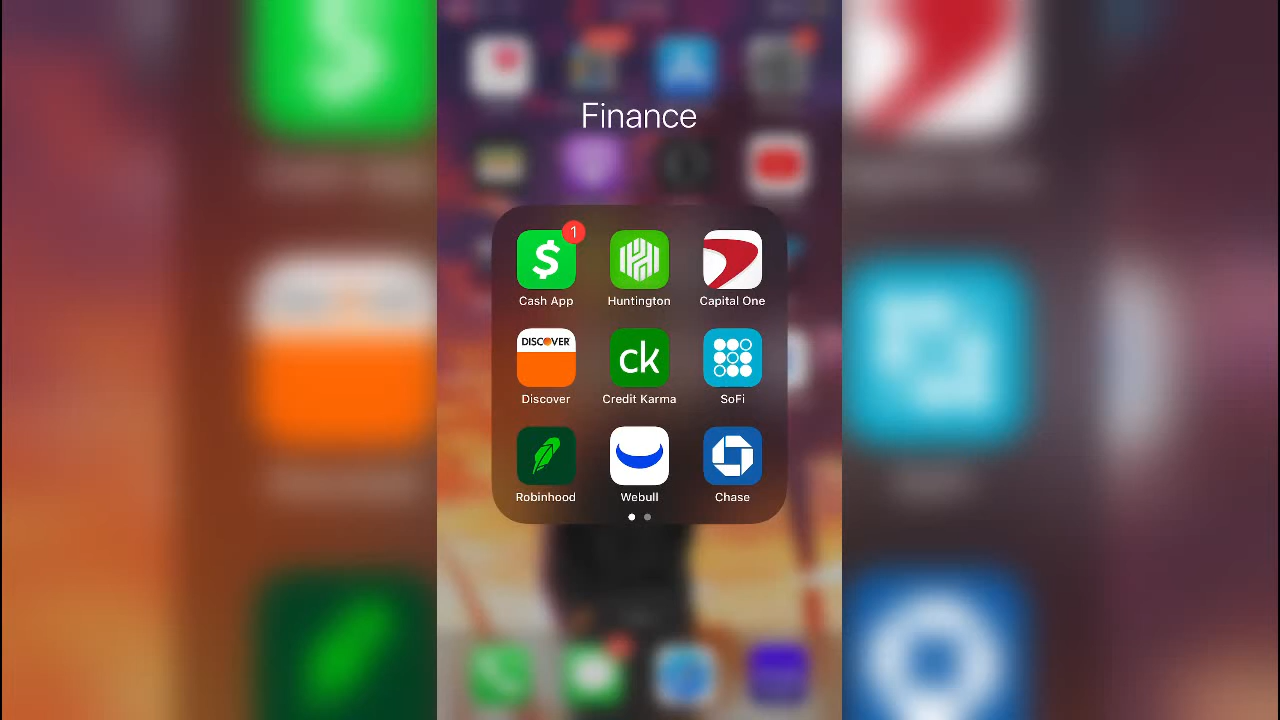 Finance
1
$
Cash App
Huntington
Capital One
DISCOVER
Discover
ck
Credit Karma
SoFi
Robinhood
Webull
Chase